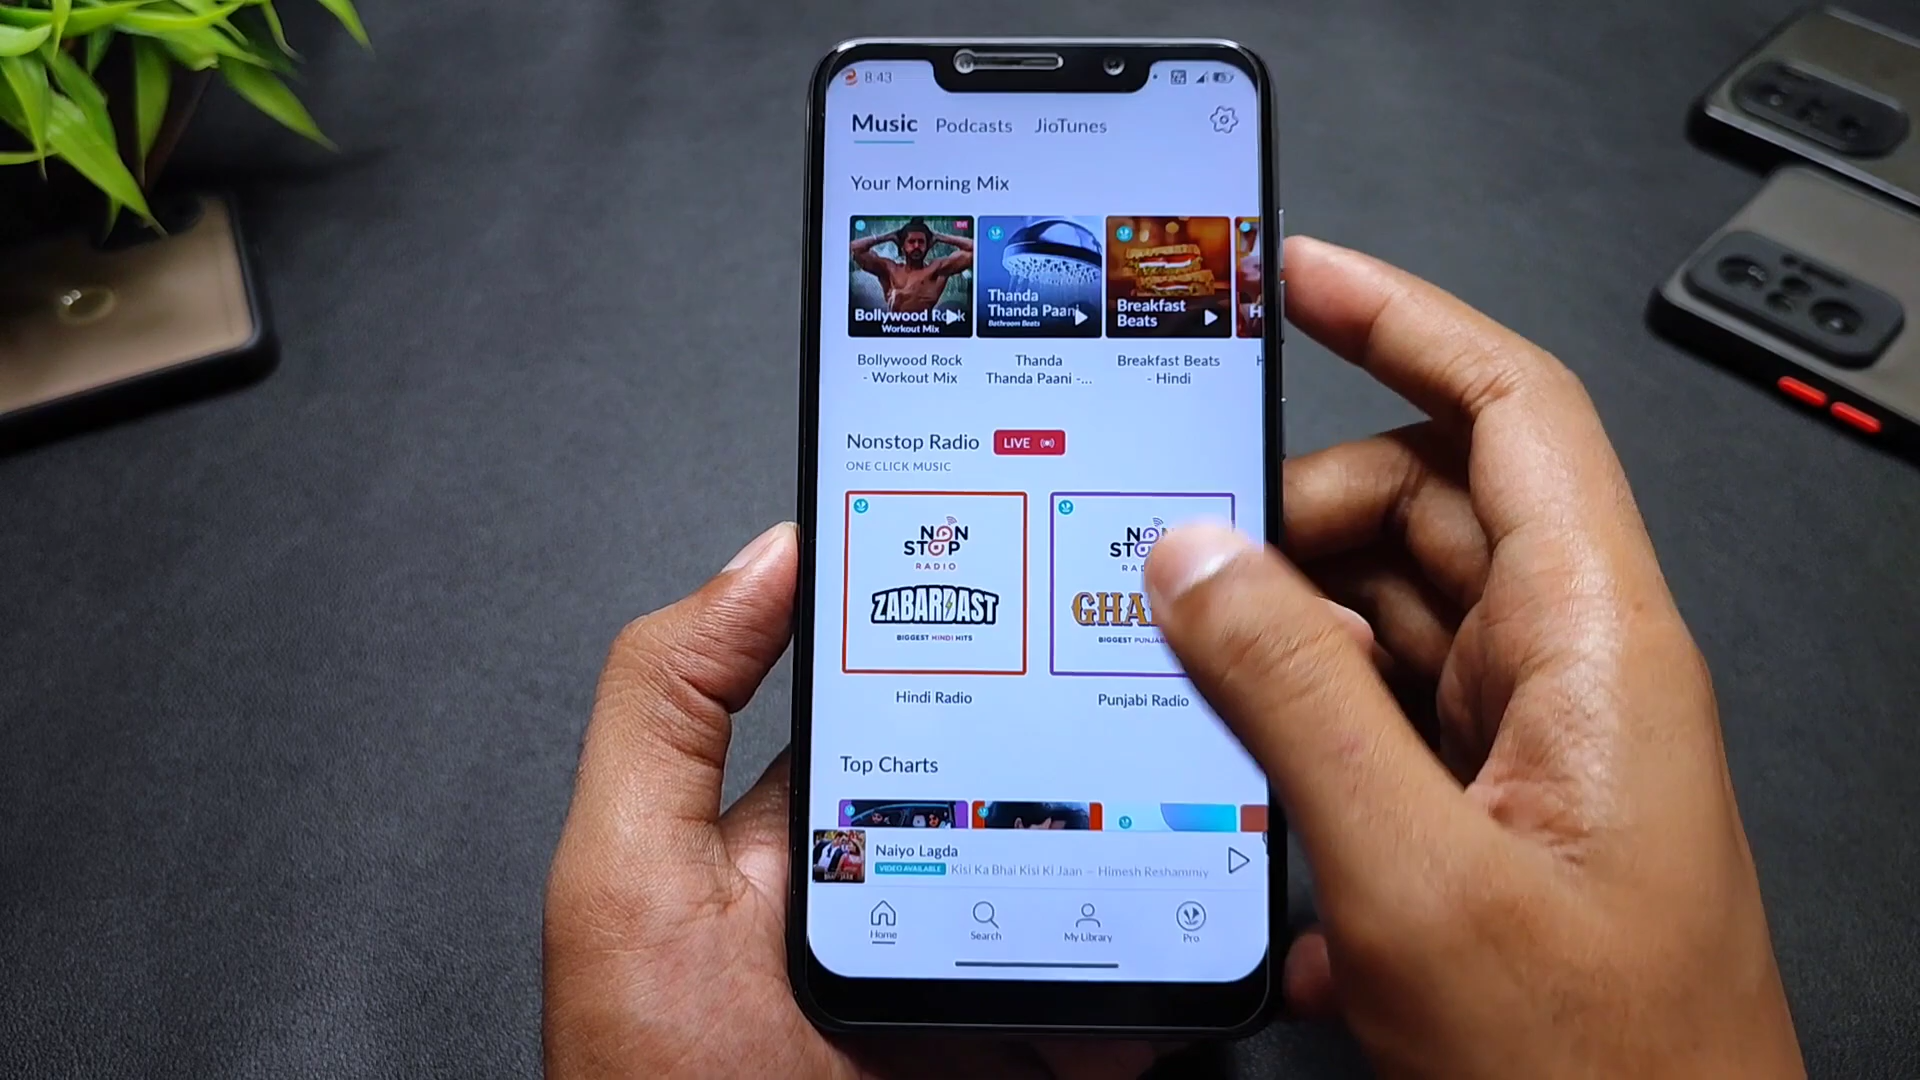 8.43
Music Podcasts JioTunes
Your Morning Mix
Bollywood Rock
Workout Mix
Thanda
Thanda Paani
Bathroom Beats
Breakfast
Beats
Bollywood Rock
- Workout Mix
Thanda
Thanda Paani -...
Breakfast Beats
- Hindi
Nonstop Radio LIVE
ONE CLICK MUSIC
NON
STOP
RADIO
ZABARDAST
BIGGEST HINDI HITS
Hindi Radio
NON
BIGGEST
Punjabi Radio
Top Charts
Naiyo Lagda
VIDEO AVAILABLE Kisi Ka Bhai Kisi Ki Jaan — Himesh Reshammiy
Home Search My Library Pro